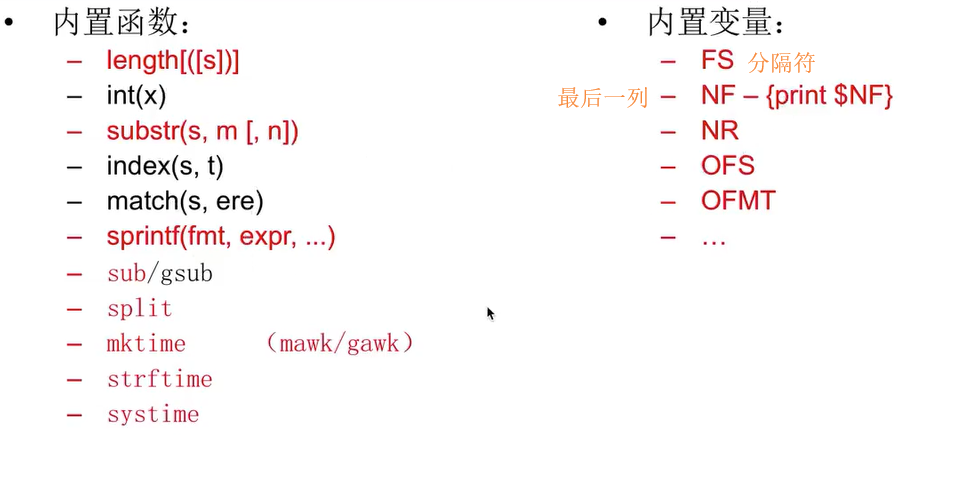 • 内置函数：
– length[([s])]
– int(x)
– substr(s, m [, n])
– index(s, t)
– match(s, ere)
– sprintf(fmt, expr, ...)
– sub/gsub
– split
– mktime （mawk/gawk）
– strftime
– systime
• 内置变量：
– FS 分隔符
最后一列 – NF – {print $NF}
– NR
– OFS
– OFMT
– …